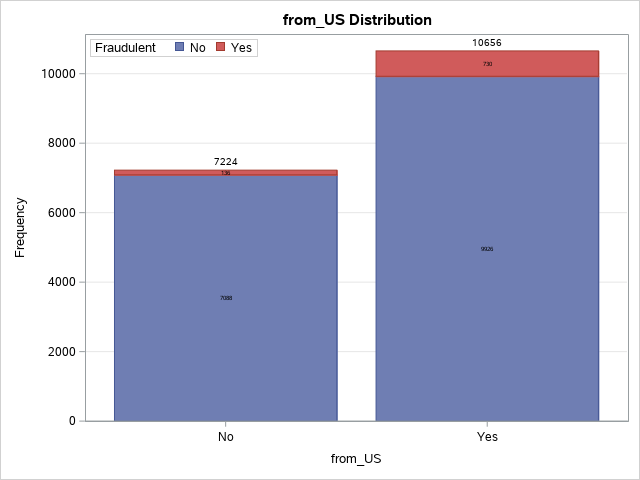 from_US Distribution
Fraudulent No Yes
10656
730
10000
8000
7224
136
6000
9926
4000
7088
2000
0
Frequency
No Yes
from_US